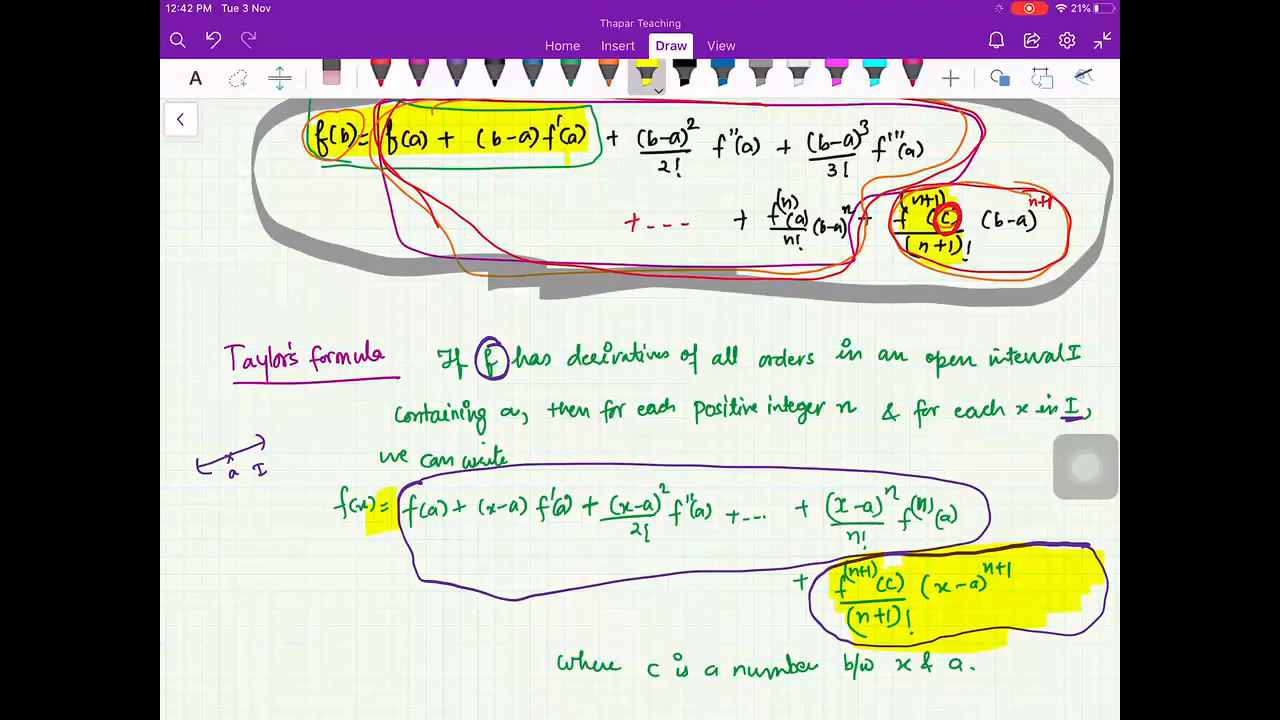 12:42 PM Tue 3 Nov
21%
Thapar Teaching
Home Insert Draw View
A
f(b) = f(a) + (b-a) f'(a) + (b-a)²/2! f''(a) + (b-a)³/3! f'''(a)
+ --- + f⁽ⁿ⁾(a)/n! (b-a)ⁿ + f⁽ⁿ⁺¹⁾(c)/(n+1)! (b-a)ⁿ⁺¹
Taylor's formula If f has derivatives of all orders in an open interval I
containing a, then for each positive integer n & for each x in I,
we can write
a I
f(x) = f(a) + (x-a) f'(a) + (x-a)²/2! f''(a) + --- + (x-a)ⁿ/n! f⁽ⁿ⁾(a)
+ f⁽ⁿ⁺¹⁾(c)/(n+1)! (x-a)ⁿ⁺¹
where c is a number b/w x & a.